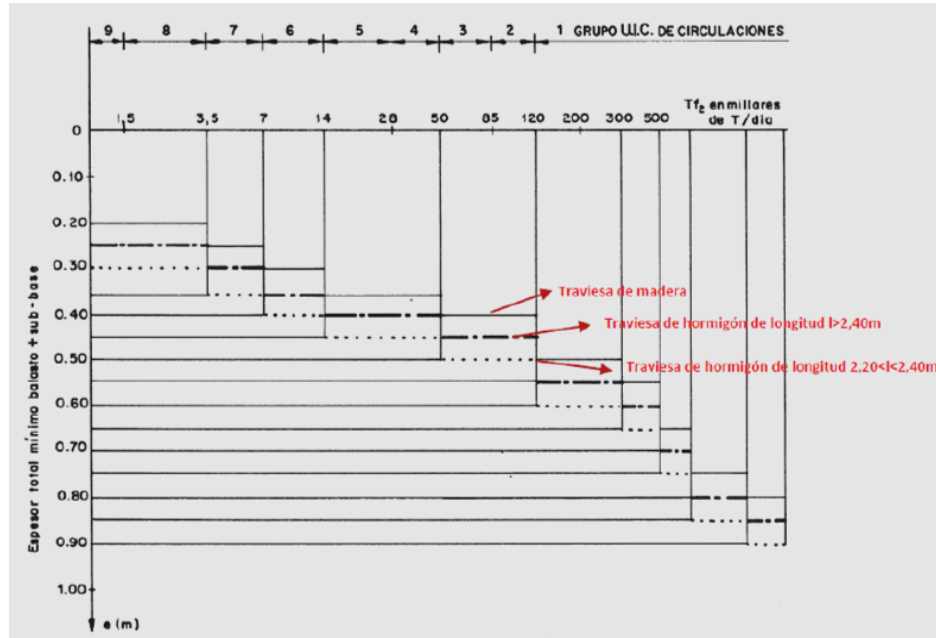 9 8 7 6 5 4 3 2 1 GRUPO U.I.C. DE CIRCULACIONES
Tf₂ en millares
de T/dia
1,5 3,5 7 14 28 50 85 120 200 300 500
0
0.10
0.20
0.30
0.40
0.50
0.60
0.70
0.80
0.90
1.00
e (m)
Espesor total mínimo balasto + sub-base
Traviesa de madera
Traviesa de hormigón de longitud l>2,40m
Traviesa de hormigón de longitud 2,20<l<2,40m